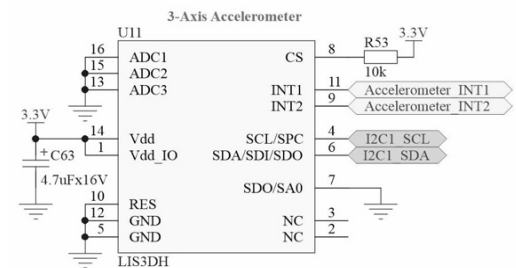 3-Axis Accelerometer
U11
3.3V
16 ADC1 CS 8 R53
15 ADC2 10k
13 ADC3 INT1 11 Accelerometer_INT1
INT2 9 Accelerometer_INT2
3.3V
14 Vdd SCL/SPC 4 I2C1_SCL
1 Vdd_IO SDA/SDI/SDO 6 I2C1_SDA
+ C63
4.7uFx16V SDO/SA0 7
10 RES
12 GND NC 3
5 GND NC 2
LIS3DH